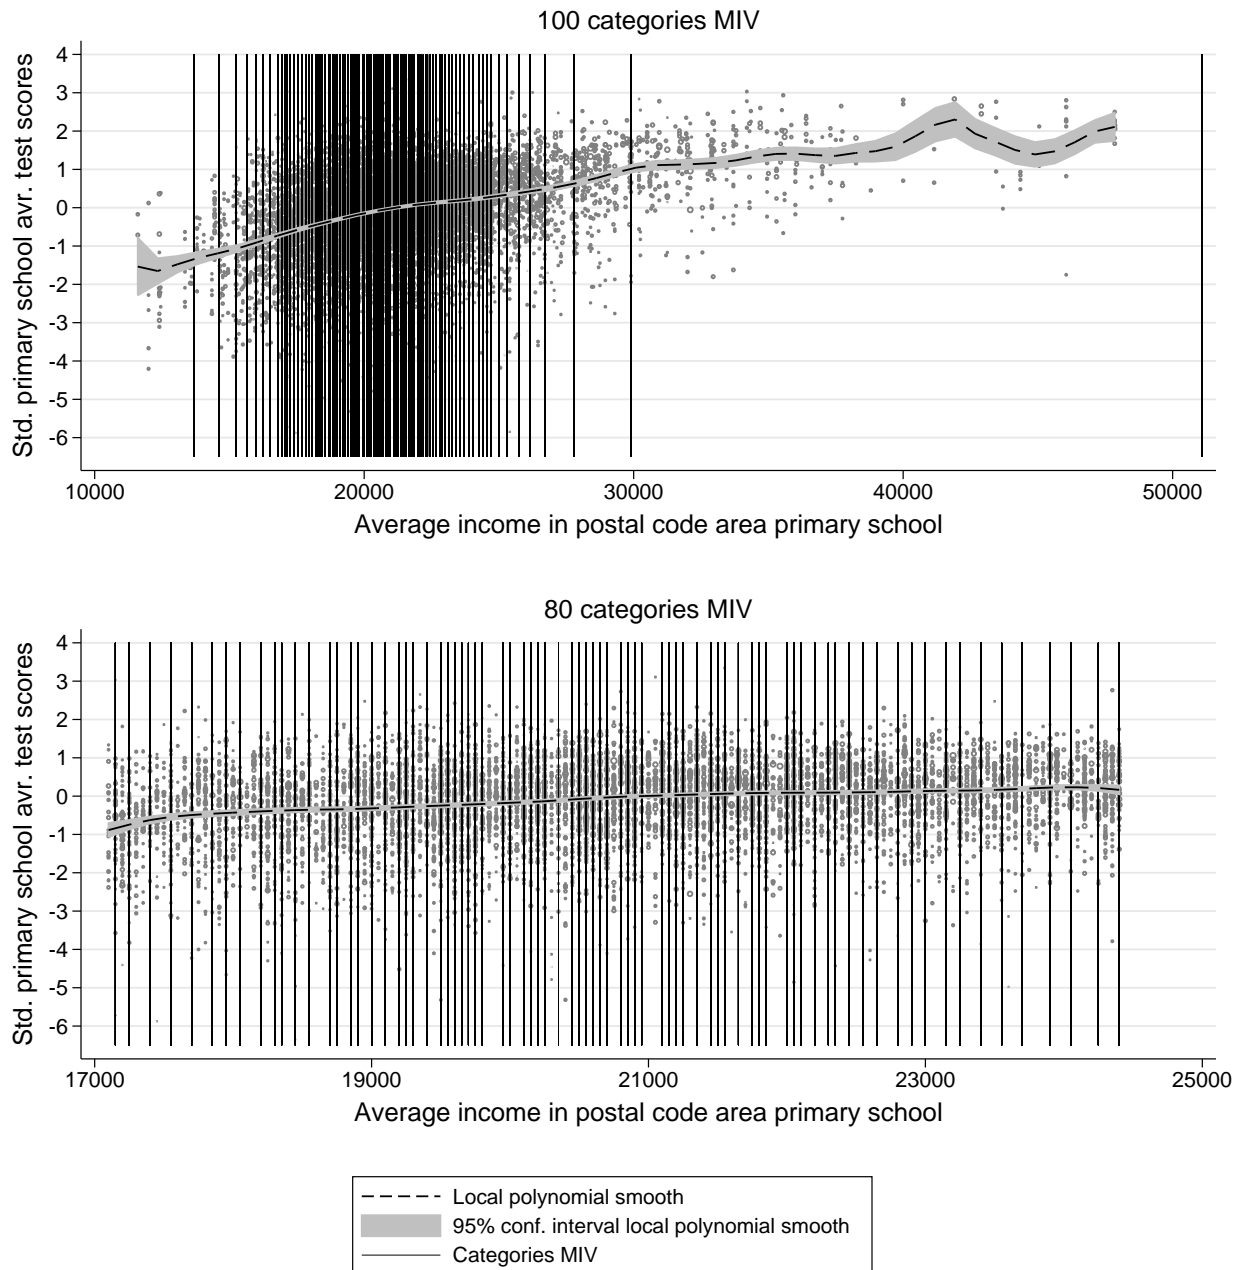 100 categories MIV
Std. primary school avr. test scores
4
3
2
1
0
-1
-2
-3
-4
-5
-6
10000 20000 30000 40000 50000
Average income in postal code area primary school
80 categories MIV
Std. primary school avr. test scores
4
3
2
1
0
-1
-2
-3
-4
-5
-6
17000 19000 21000 23000 25000
Average income in postal code area primary school
Local polynomial smooth
95% conf. interval local polynomial smooth
Categories MIV